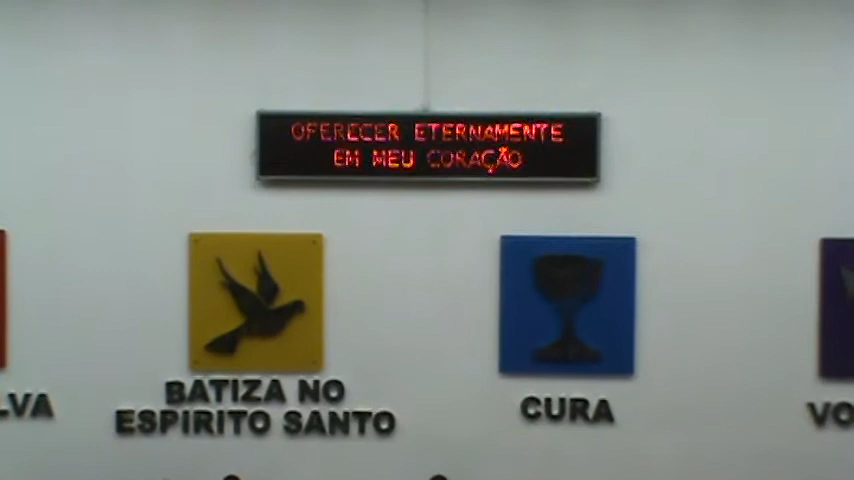 OFERECER ETERNAMENTE
EM MEU CORAÇÃO
LVA
BATIZA NO
ESPIRITO SANTO
CURA
VO